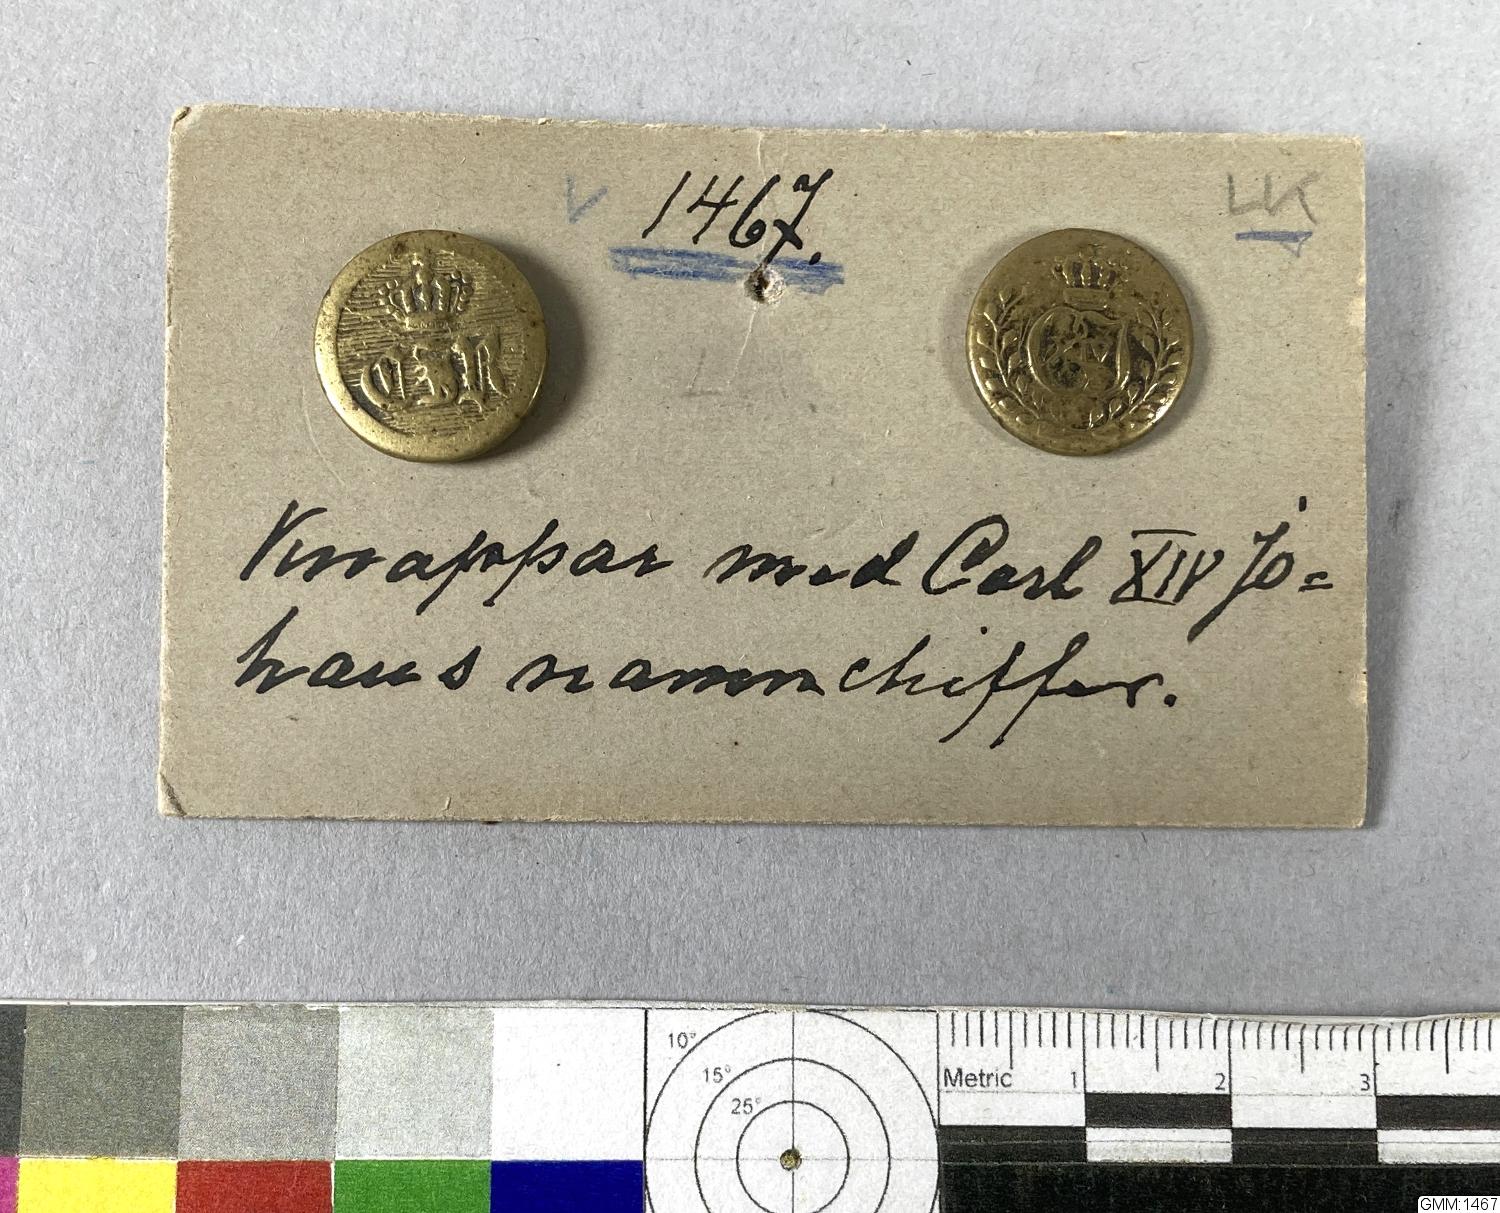 V 1467. LK
Knappar med Carl XIV Jo=
hans namnchiffer.
10°
15°
25°
Metric 1 2 3
GMM:1467